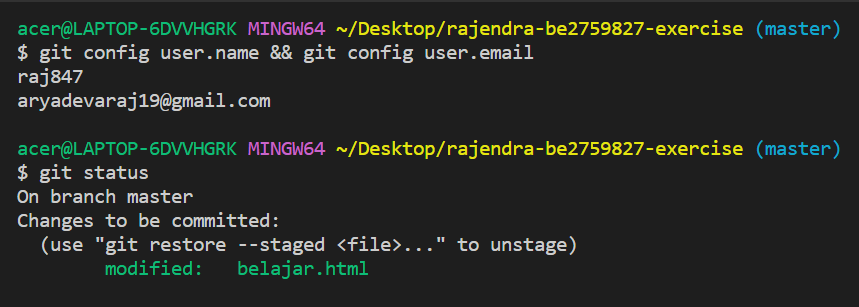 acer@LAPTOP-6DVVHGRK MINGW64 ~/Desktop/rajendra-be2759827-exercise (master)
$ git config user.name && git config user.email
raj847
aryadevaraj19@gmail.com
acer@LAPTOP-6DVVHGRK MINGW64 ~/Desktop/rajendra-be2759827-exercise (master)
$ git status
On branch master
Changes to be committed:
  (use "git restore --staged <file>..." to unstage)
        modified:   belajar.html